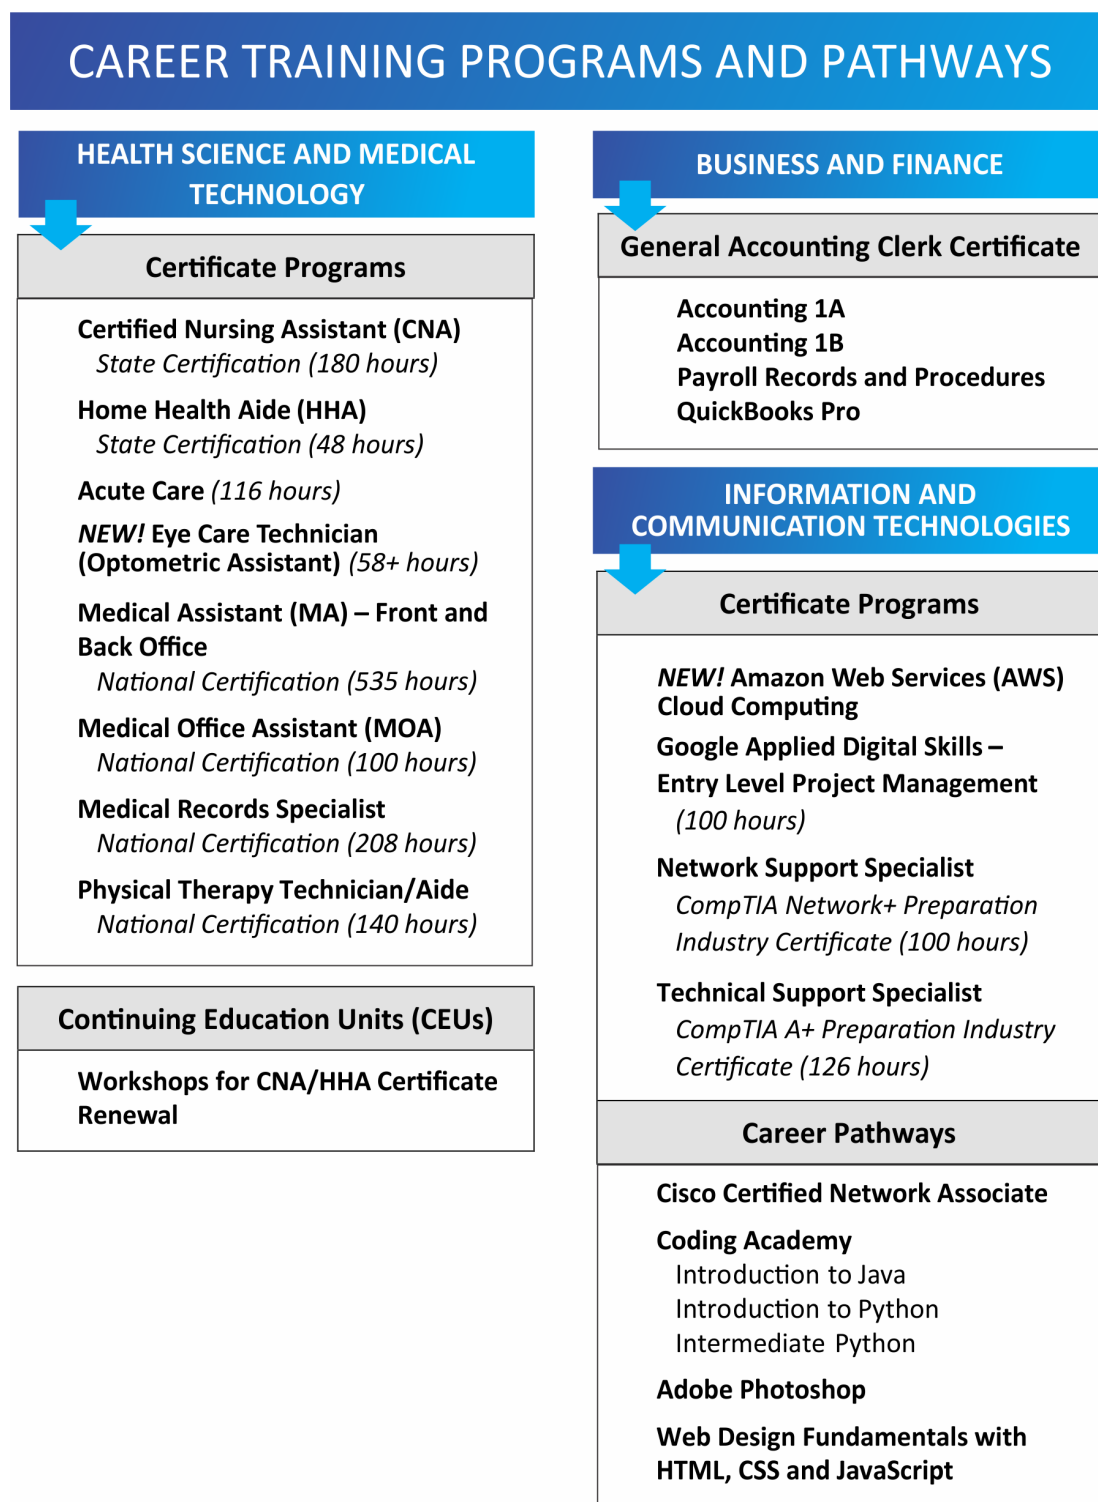 CAREER TRAINING PROGRAMS AND PATHWAYS
HEALTH SCIENCE AND MEDICAL
TECHNOLOGY
Certificate Programs
Certified Nursing Assistant (CNA)
State Certification (180 hours)
Home Health Aide (HHA)
State Certification (48 hours)
Acute Care (116 hours)
NEW! Eye Care Technician
(Optometric Assistant) (58+ hours)
Medical Assistant (MA) – Front and
Back Office
National Certification (535 hours)
Medical Office Assistant (MOA)
National Certification (100 hours)
Medical Records Specialist
National Certification (208 hours)
Physical Therapy Technician/Aide
National Certification (140 hours)
Continuing Education Units (CEUs)
Workshops for CNA/HHA Certificate
Renewal
BUSINESS AND FINANCE
General Accounting Clerk Certificate
Accounting 1A
Accounting 1B
Payroll Records and Procedures
QuickBooks Pro
INFORMATION AND
COMMUNICATION TECHNOLOGIES
Certificate Programs
NEW! Amazon Web Services (AWS)
Cloud Computing
Google Applied Digital Skills –
Entry Level Project Management
(100 hours)
Network Support Specialist
CompTIA Network+ Preparation
Industry Certificate (100 hours)
Technical Support Specialist
CompTIA A+ Preparation Industry
Certificate (126 hours)
Career Pathways
Cisco Certified Network Associate
Coding Academy
Introduction to Java
Introduction to Python
Intermediate Python
Adobe Photoshop
Web Design Fundamentals with
HTML, CSS and JavaScript